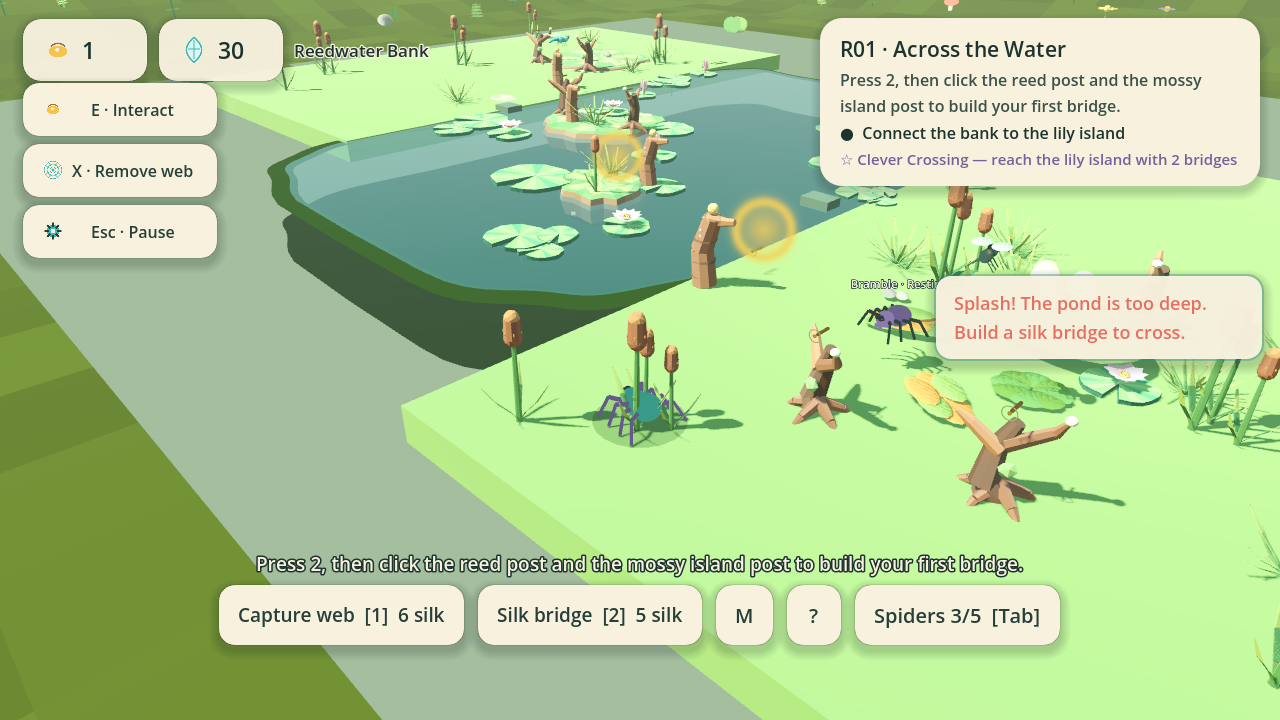 1
30
Reedwater Bank
E · Interact
X · Remove web
Esc · Pause
R01 · Across the Water
Press 2, then click the reed post and the mossy
island post to build your first bridge.
Connect the bank to the lily island
☆ Clever Crossing — reach the lily island with 2 bridges
Bramble ·
Splash! The pond is too deep.
Build a silk bridge to cross.
Press 2, then click the reed post and the mossy island post to build your first bridge.
Capture web [1] 6 silk
Silk bridge [2] 5 silk
M
?
Spiders 3/5 [Tab]